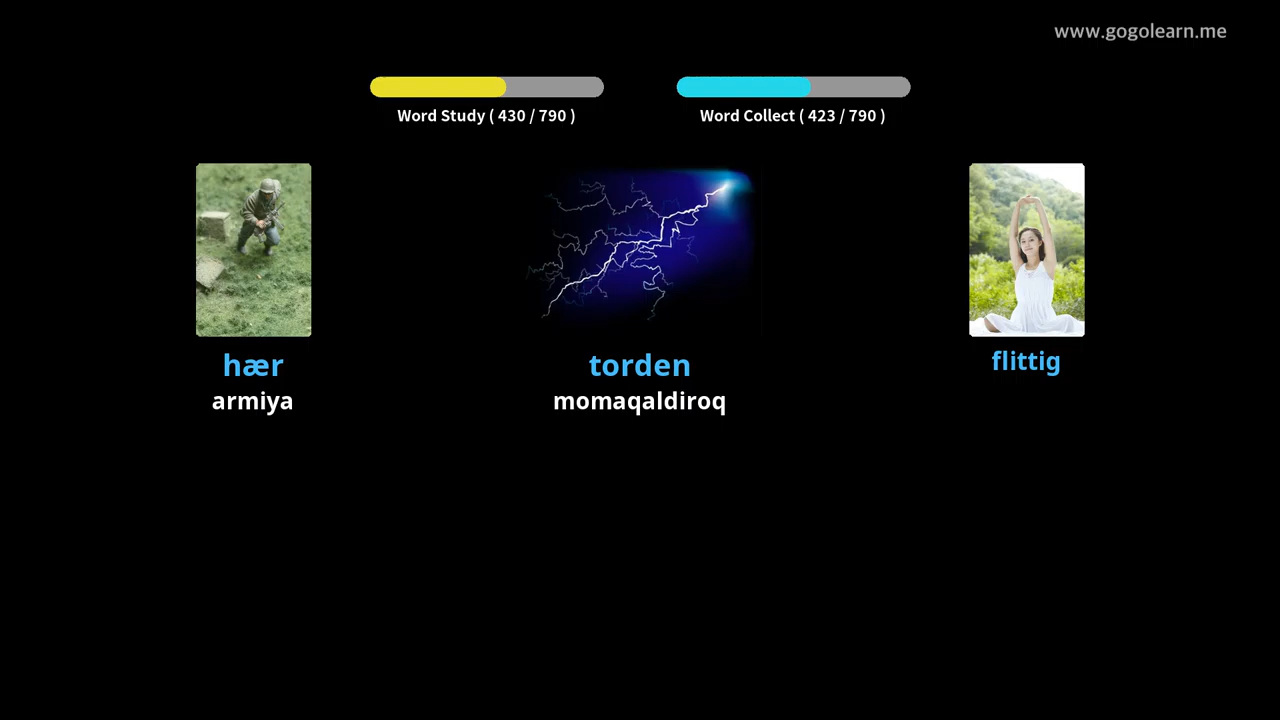 www.gogolearn.me
Word Study ( 430 / 790 )
Word Collect ( 423 / 790 )
hær
torden
flittig
armiya
momaqaldiroq